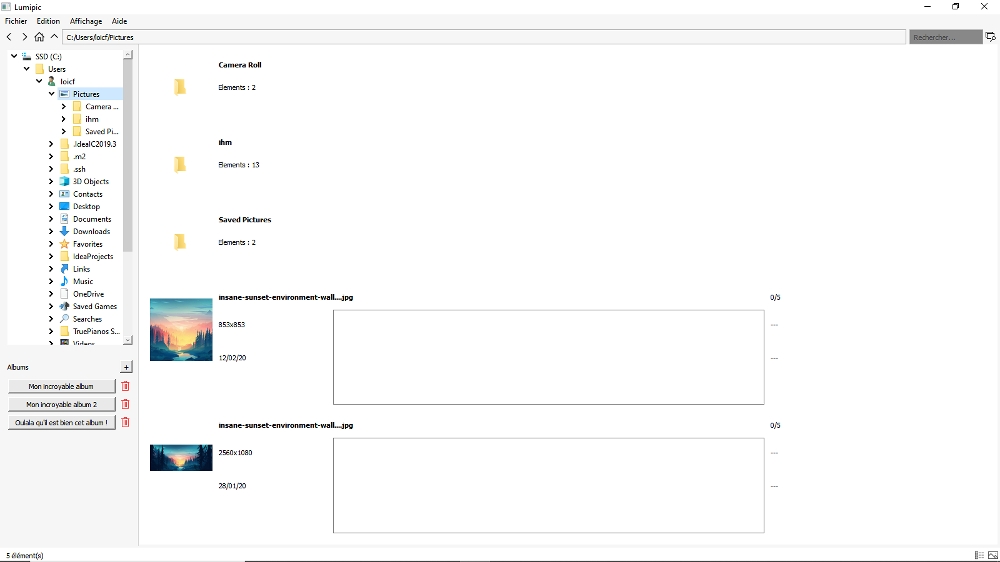 Lumipic
Fichier Edition Affichage Aide
C:/Users/loicf/Pictures
Rechercher...
SSD (C:)
Users
loicf
Pictures
Camera ...
ihm
Saved Pi...
.IdeaIC2019.3
.m2
.ssh
3D Objects
Contacts
Desktop
Documents
Downloads
Favorites
IdeaProjects
Links
Music
OneDrive
Saved Games
Searches
TruePianos S...
Videos
Albums
+
Mon incroyable album
Mon incroyable album 2
Oulala qu'il est bien cet album !
Camera Roll
Elements : 2
ihm
Elements : 13
Saved Pictures
Elements : 2
insane-sunset-environment-wall...jpg 0/5
853x853 ---
12/02/20 ---
insane-sunset-environment-wall...jpg 0/5
2560x1080 ---
28/01/20 ---
5 élément(s)